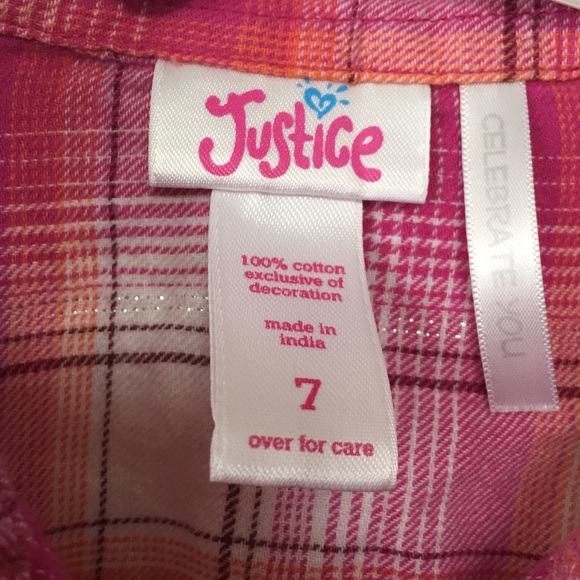 Justice
100% cotton
exclusive of
decoration
made in
india
7
over for care
CELEBRATE YOU